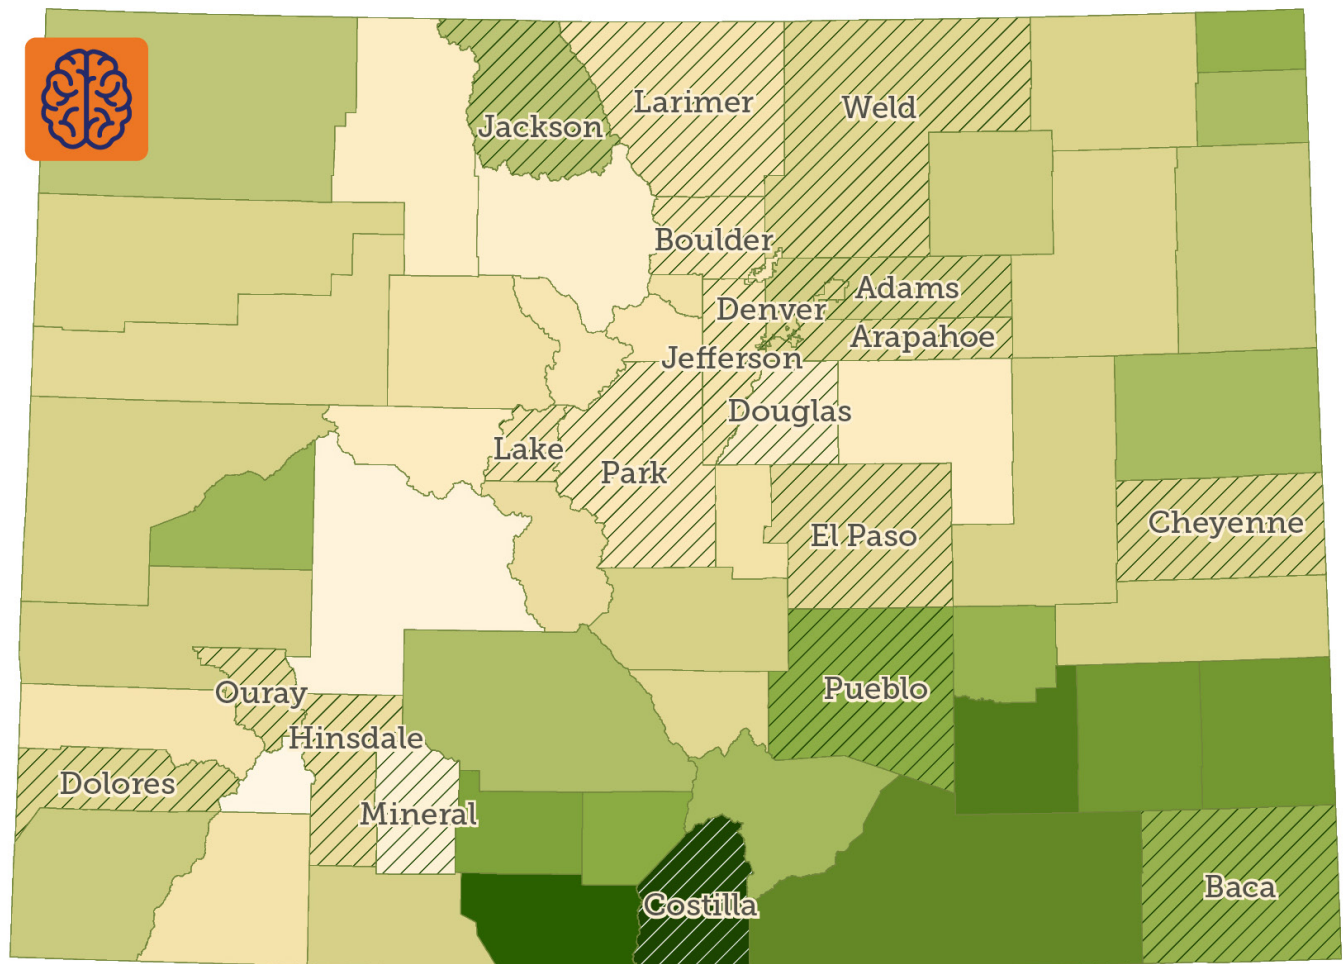 Larimer
Weld
Jackson
Boulder
Adams
Denver
Arapahoe
Jefferson
Douglas
Lake
Park
Cheyenne
El Paso
Ouray
Pueblo
Hinsdale
Dolores
Mineral
Baca
Costilla